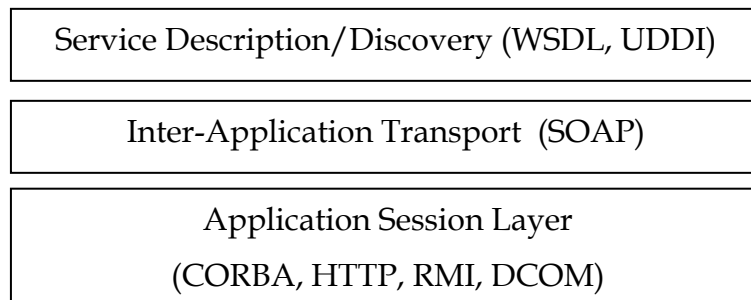 Service Description/Discovery (WSDL, UDDI)
Inter-Application Transport (SOAP)
Application Session Layer
(CORBA, HTTP, RMI, DCOM)